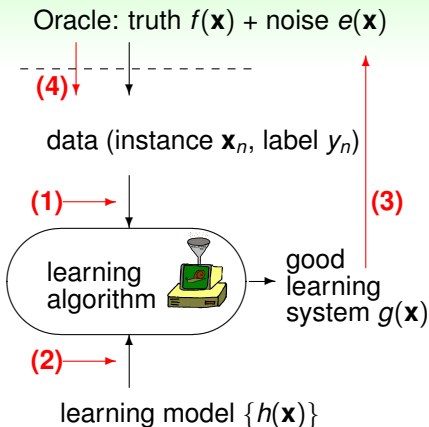 Oracle: truth f(x) + noise e(x)
(4)
data (instance xₙ, label yₙ)
(1)
(3)
learning
algorithm
good
learning
system g(x)
(2)
learning model {h(x)}